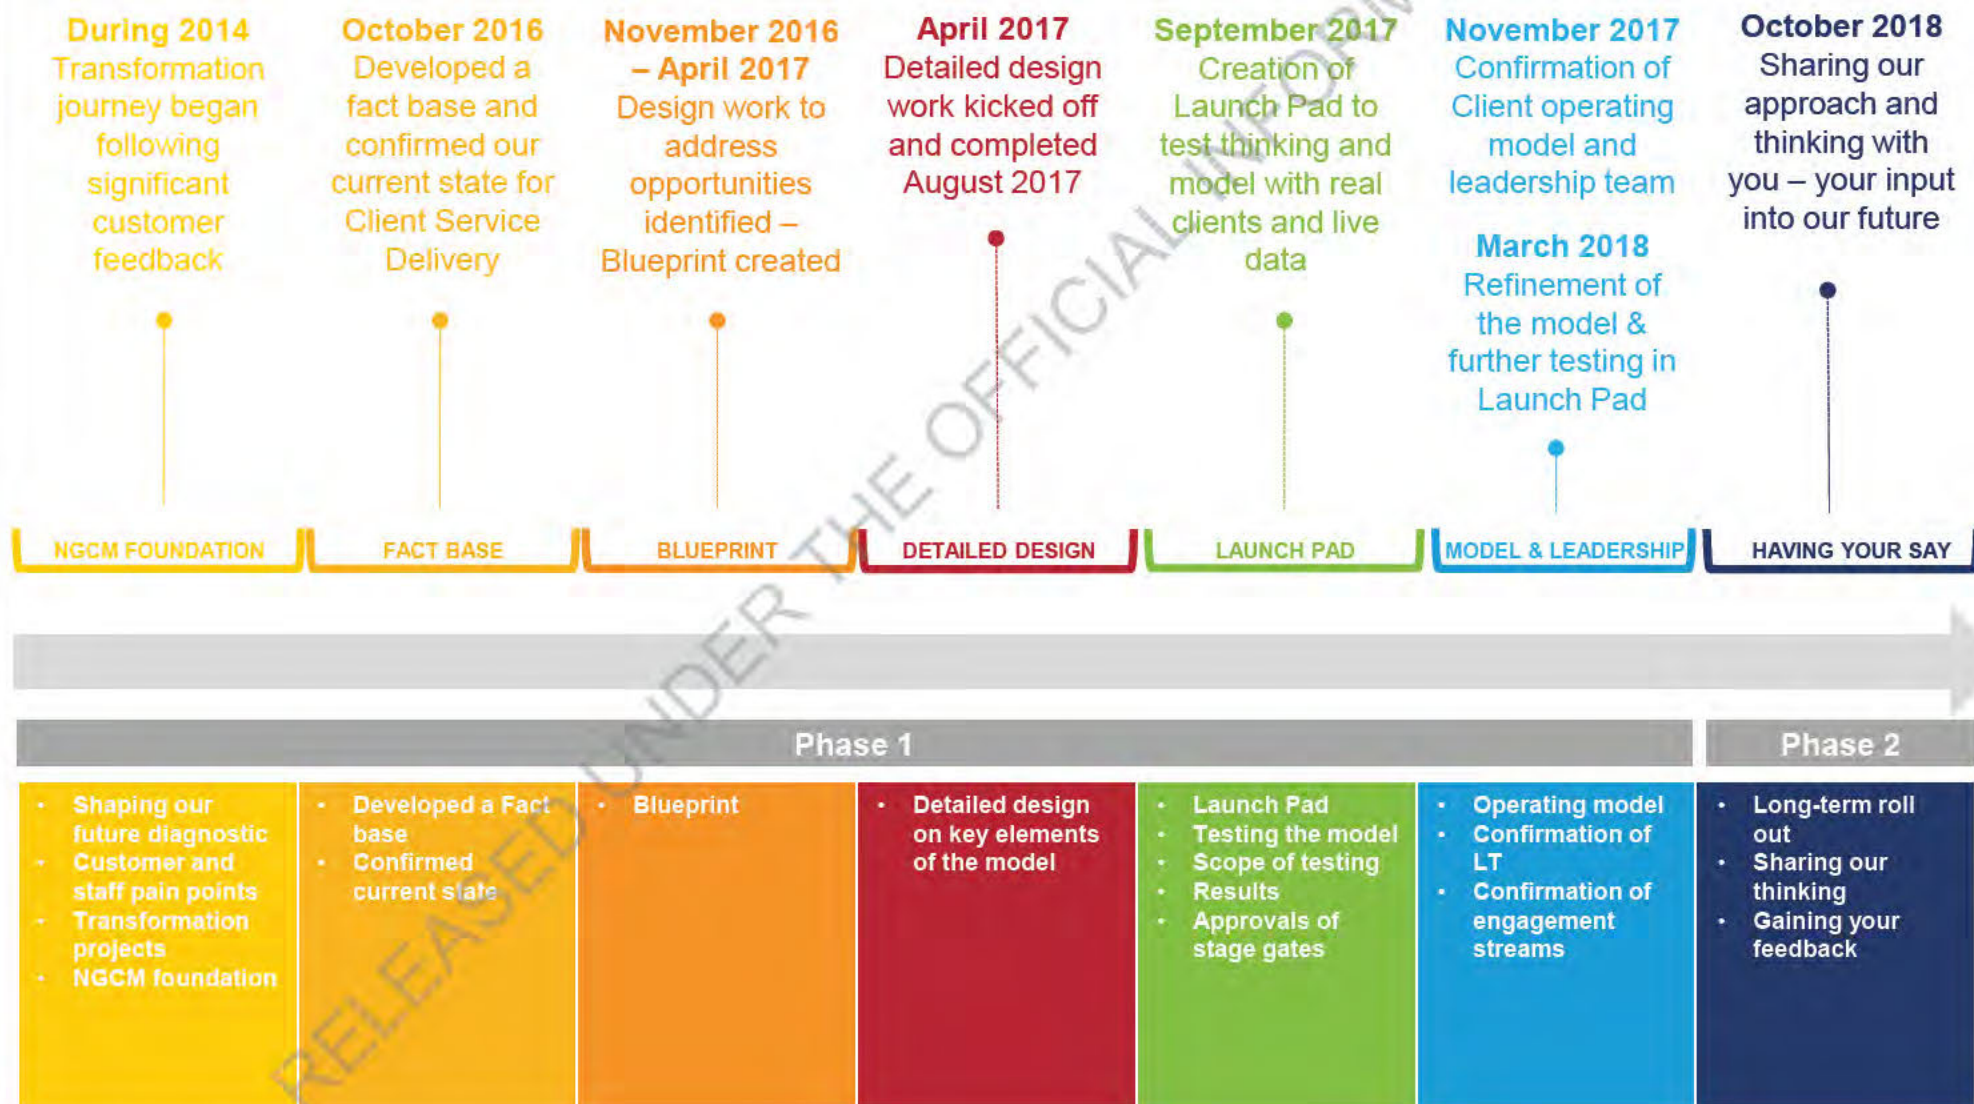 During 2014
Transformation
journey began
following
significant
customer
feedback
October 2016
Developed a
fact base and
confirmed our
current state for
Client Service
Delivery
November 2016
– April 2017
Design work to
address
opportunities
identified –
Blueprint created
April 2017
Detailed design
work kicked off
and completed
August 2017
September 2017
Creation of
Launch Pad to
test thinking and
model with real
clients and live
data
November 2017
Confirmation of
Client operating
model and
leadership team
March 2018
Refinement of
the model &
further testing in
Launch Pad
October 2018
Sharing our
approach and
thinking with
you – your input
into our future
NGCM FOUNDATION
FACT BASE
BLUEPRINT
DETAILED DESIGN
LAUNCH PAD
MODEL & LEADERSHIP
HAVING YOUR SAY
Phase 1
Phase 2
• Shaping our
future diagnostic
• Customer and
staff pain points
• Transformation
projects
• NGCM foundation
• Developed a Fact
base
• Confirmed
current state
• Blueprint
• Detailed design
on key elements
of the model
• Launch Pad
• Testing the model
• Scope of testing
• Results
• Approvals of
stage gates
• Operating model
• Confirmation of
LT
• Confirmation of
engagement
streams
• Long-term roll
out
• Sharing our
thinking
• Gaining your
feedback
RELEASED UNDER THE OFFICIAL INFORM